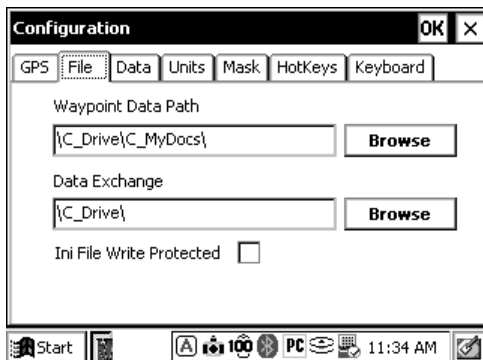 Configuration OK ×
GPS File Data Units Mask HotKeys Keyboard
Waypoint Data Path
\C_Drive\C_MyDocs\ Browse
Data Exchange
\C_Drive\ Browse
Ini File Write Protected
Start A 100 PC 11:34 AM